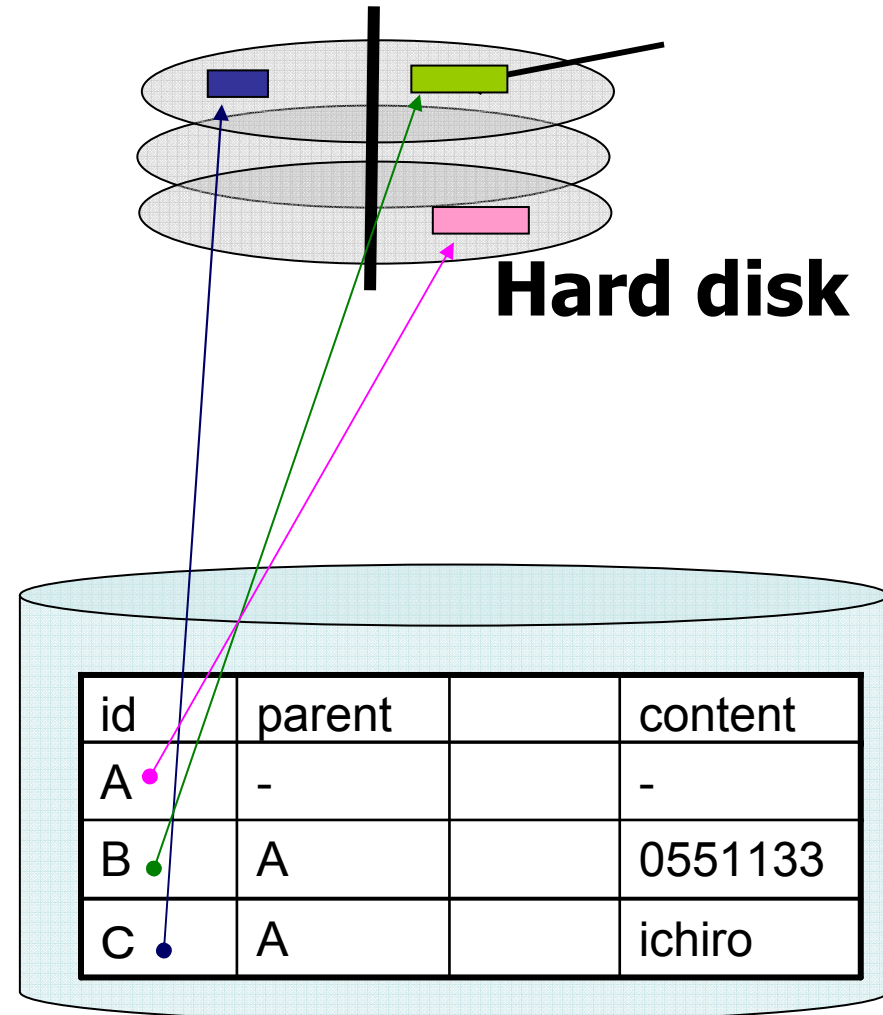 Hard disk
id parent content
A - -
B A 0551133
C A ichiro